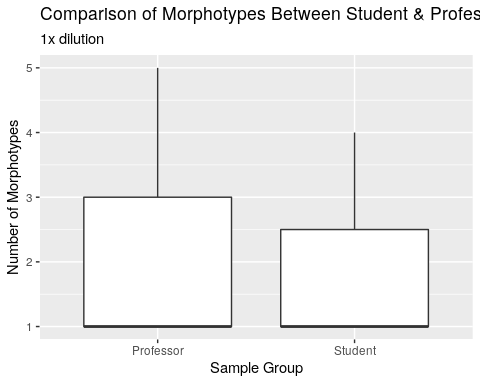 Comparison of Morphotypes Between Student & Profes
1x dilution
5
4
3
2
1
Number of Morphotypes
Professor
Student
Sample Group